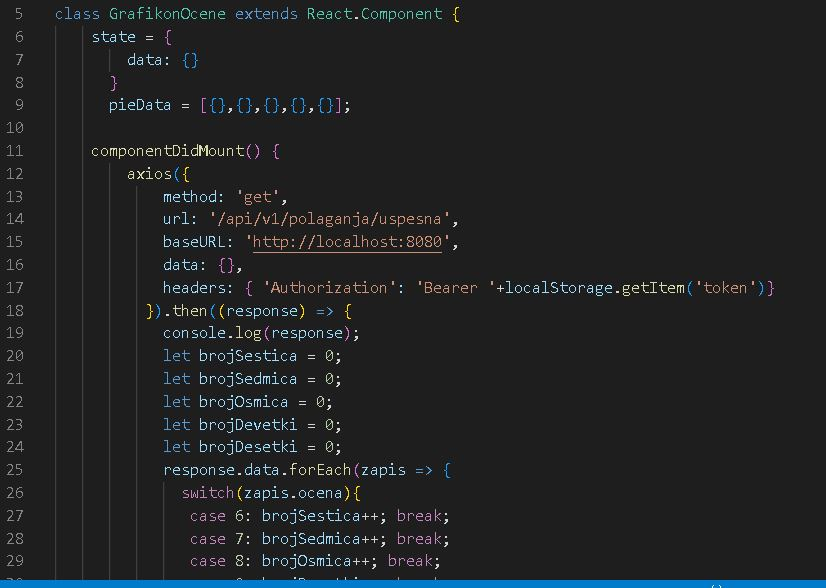 5 class GrafikonOcene extends React.Component {
6 state = {
7 data: {}
8 }
9 pieData = [{},{},{},{},{}];
10
11 componentDidMount() {
12 axios({
13 method: 'get',
14 url: '/api/v1/polaganja/uspesna',
15 baseURL: 'http://localhost:8080',
16 data: {},
17 headers: { 'Authorization': 'Bearer '+localStorage.getItem('token')}
18 }).then((response) => {
19 console.log(response);
20 let brojSestica = 0;
21 let brojSedmica = 0;
22 let brojOsmica = 0;
23 let brojDevetki = 0;
24 let brojDesetki = 0;
25 response.data.forEach(zapis => {
26 switch(zapis.ocena){
27 case 6: brojSestica++; break;
28 case 7: brojSedmica++; break;
29 case 8: brojOsmica++; break;